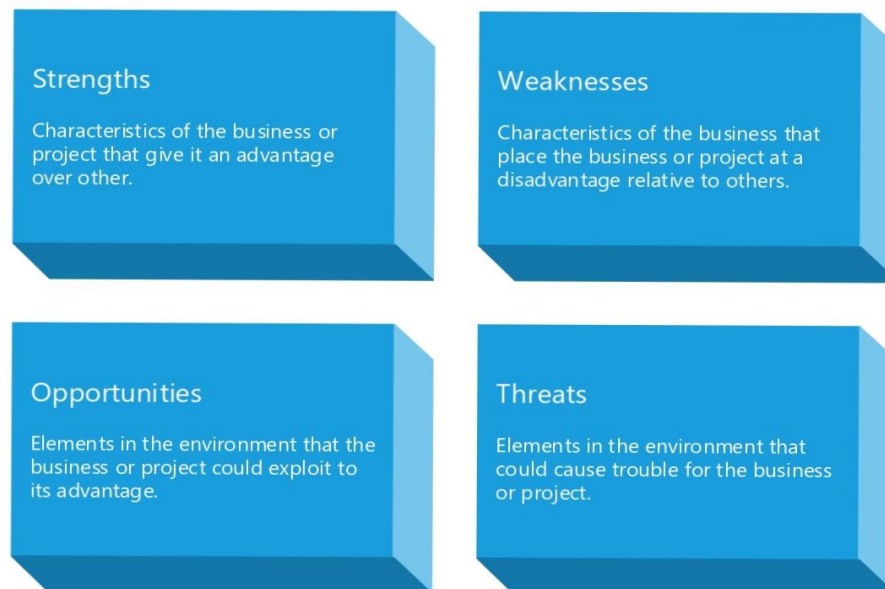 Strengths
Characteristics of the business or
project that give it an advantage
over other.
Weaknesses
Characteristics of the business that
place the business or project at a
disadvantage relative to others.
Opportunities
Elements in the environment that the
business or project could exploit to
its advantage.
Threats
Elements in the environment that
could cause trouble for the business
or project.